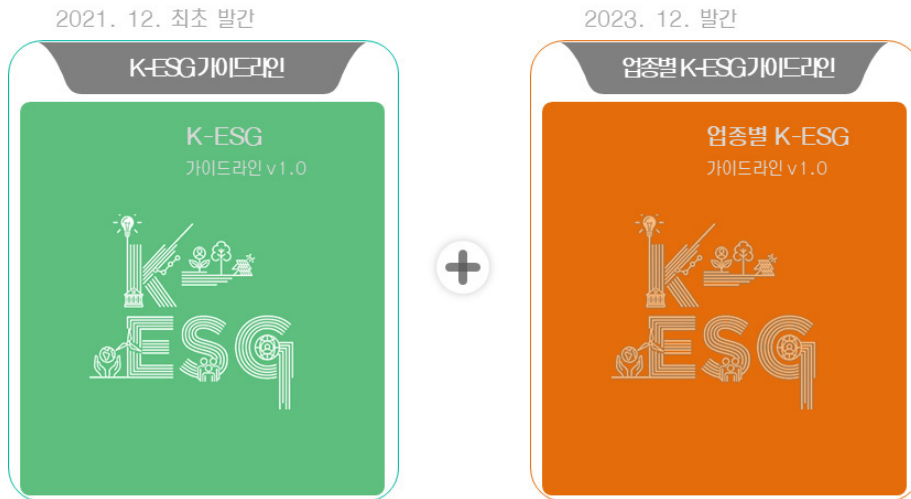 2021. 12. 최초 발간
K-ESG 가이드라인
K-ESG
가이드라인 v1.0
K-
ESG
2023. 12. 발간
업종별 K-ESG 가이드라인
업종별 K-ESG
가이드라인 v1.0
K-
ESG